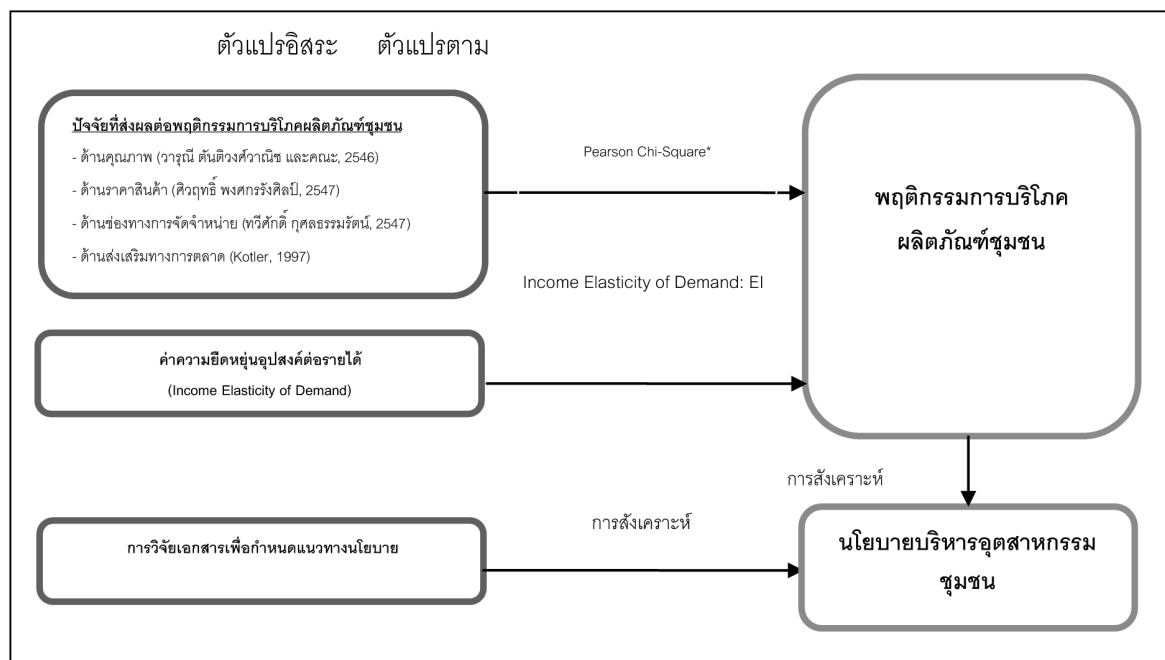 ตัวแปรอิสระ ตัวแปรตาม
ปัจจัยที่ส่งผลต่อพฤติกรรมการบริโภคผลิตภัณฑ์ชุมชน
- ด้านคุณภาพ (วารุณี ตันติวงศ์วาณิช และคณะ, 2546)
- ด้านราคาสินค้า (ศิวฤทธิ์ พงศกรรังศิลป์, 2547)
- ด้านช่องทางการจัดจำหน่าย (ทวีศักดิ์ กุศลธรรมรัตน์, 2547)
- ด้านส่งเสริมทางการตลาด (Kotler, 1997)
Pearson Chi-Square*
พฤติกรรมการบริโภค
ผลิตภัณฑ์ชุมชน
Income Elasticity of Demand: EI
ค่าความยืดหยุ่นอุปสงค์ต่อรายได้
(Income Elasticity of Demand)
การสังเคราะห์
การสังเคราะห์
การวิจัยเอกสารเพื่อกำหนดแนวทางนโยบาย
นโยบายบริหารอุตสาหกรรม
ชุมชน